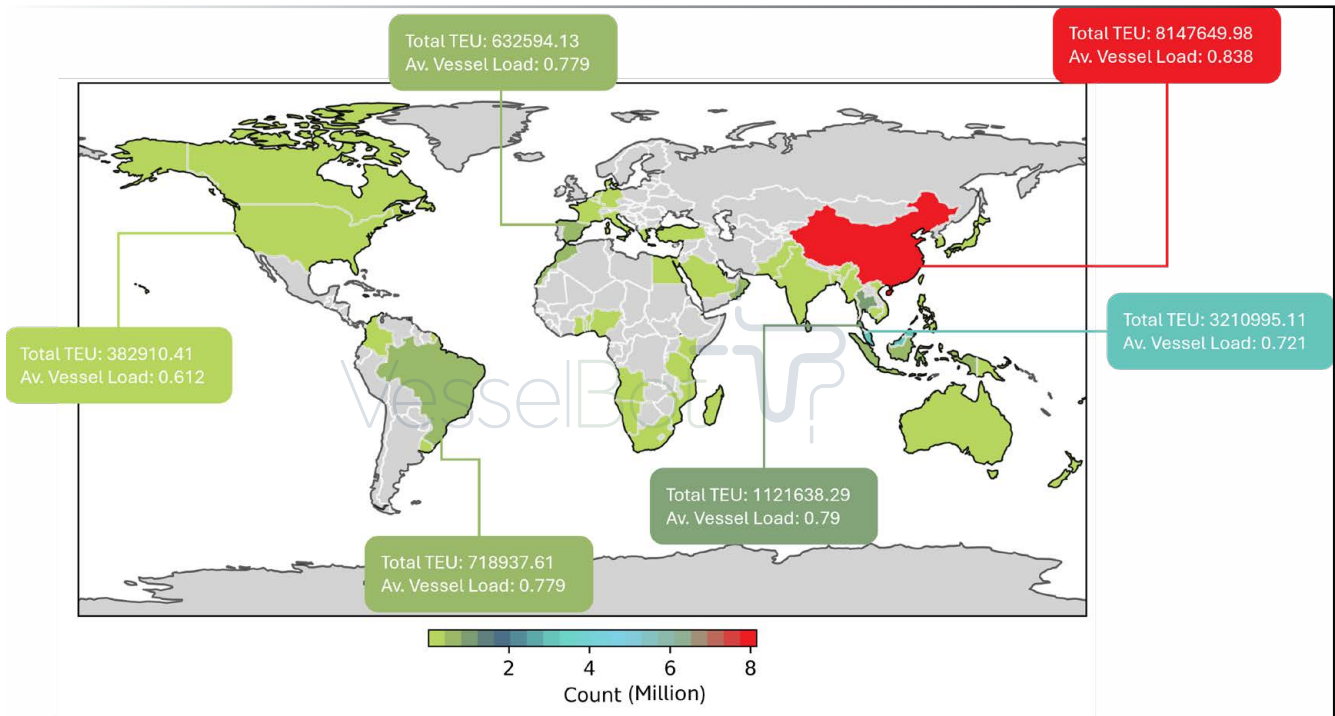 Total TEU: 632594.13
Av. Vessel Load: 0.779
Total TEU: 8147649.98
Av. Vessel Load: 0.838
Total TEU: 3210995.11
Av. Vessel Load: 0.721
Total TEU: 382910.41
Av. Vessel Load: 0.612
VesselBot
Total TEU: 1121638.29
Av. Vessel Load: 0.79
Total TEU: 718937.61
Av. Vessel Load: 0.779
2 4 6 8
Count (Million)